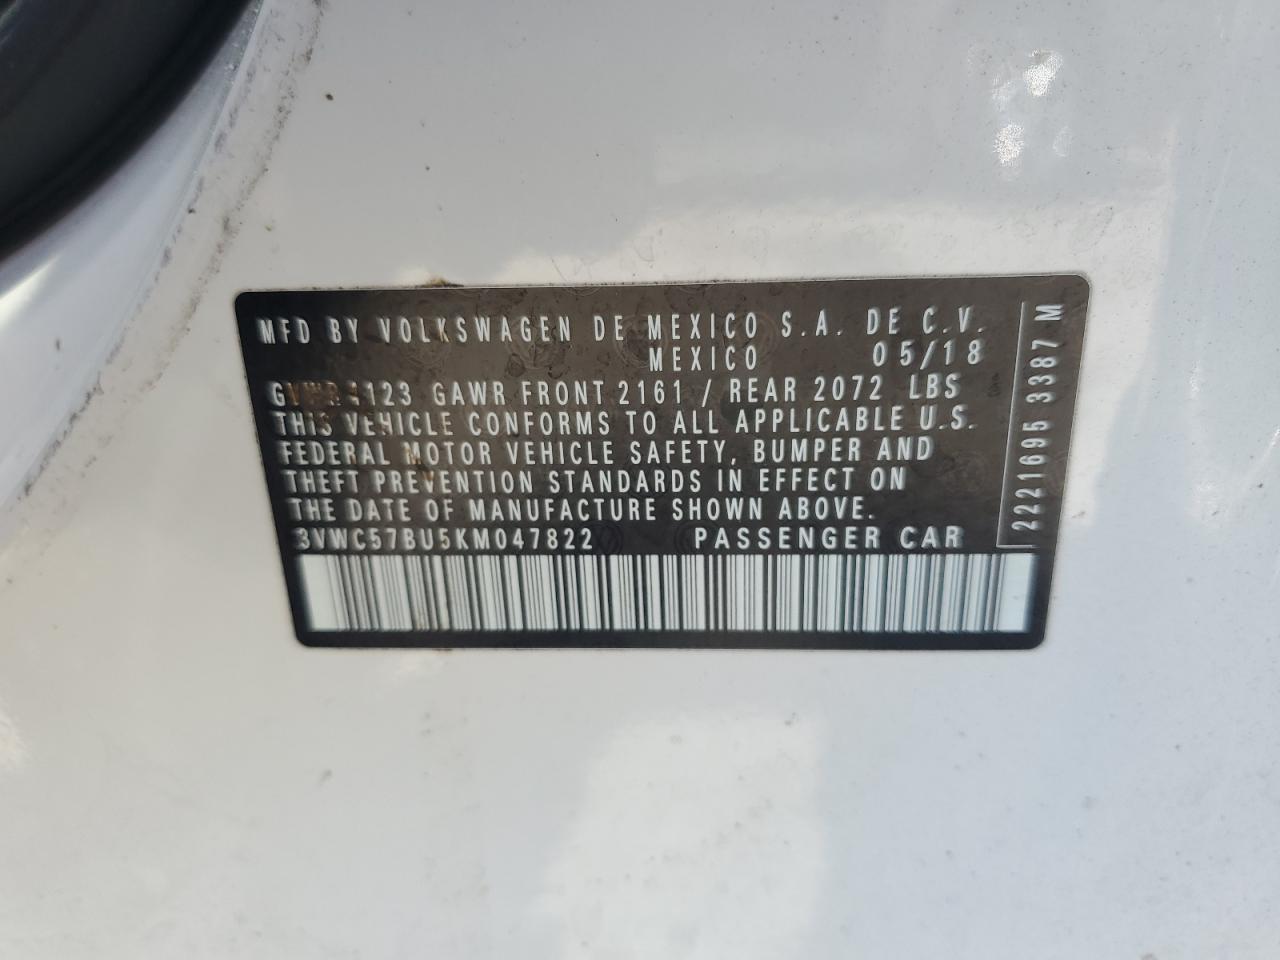 MFD BY VOLKSWAGEN DE MEXICO S.A. DE C.V.
MEXICO 05/18
GVWR 4123 GAWR FRONT 2161 / REAR 2072 LBS
THIS VEHICLE CONFORMS TO ALL APPLICABLE U.S.
FEDERAL MOTOR VEHICLE SAFETY, BUMPER AND
THEFT PREVENTION STANDARDS IN EFFECT ON
THE DATE OF MANUFACTURE SHOWN ABOVE.
3VWC57BU5KM047822 PASSENGER CAR
2221695 3387 M